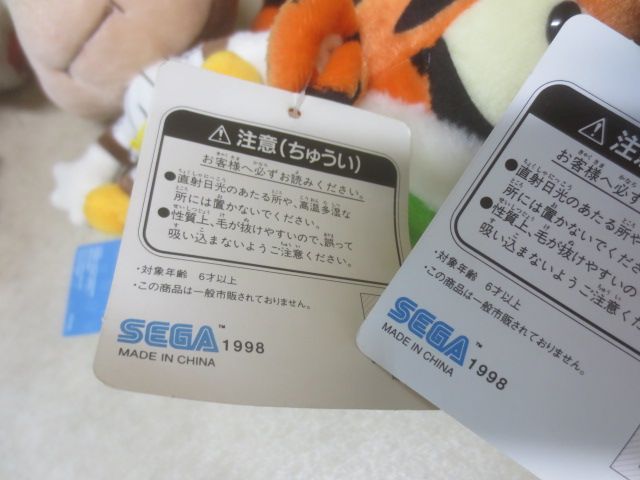 ⚠注意(ちゅうい)
お客様へ必ずお読みください。
●直射日光のあたる所や、高温多湿な
所には置かないでください。
●性質上、毛が抜けやすいので、誤って
吸い込まないようご注意ください。
・対象年齢 6才以上
・この商品は一般市販されておりません。
SEGA™ 1998
MADE IN CHINA
⚠注
お客様へ必ずお読み
●直射日光のあたる所
所には置かないでくださ
●性質上、毛が抜けやすいの
吸い込まないようご注意くだ
・対象年齢 6才以上
・この商品は一般市販されておりません。
SEGA™ 1998
MADE IN CHINA